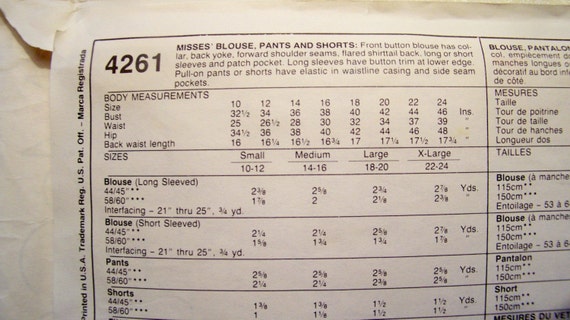 Printed in U.S.A. Trademark Reg. U.S. Pat. Off. - Marca Registrada
4261
MISSES' BLOUSE, PANTS AND SHORTS: Front button blouse has col-
lar, back yoke, forward shoulder seams, flared shirttail back, long or short
sleeves and patch pocket. Long sleeves have button trim at lower edge.
Pull-on pants or shorts have elastic in waistline casing and side seam
pockets.
BODY MEASUREMENTS
Size 10 12 14 16 18 20 22 24
Bust 32½ 34 36 38 40 42 44 46 Ins.
Waist 25 26½ 28 30 32 34 37 39 "
Hip 34½ 36 38 40 42 44 46 48 "
Back waist length 16 16¼ 16½ 16¾ 17 17¼ 17½ 17¾ "
SIZES Small Medium Large X-Large
10-12 14-16 18-20 22-24
Blouse (Long Sleeved)
44/45"** 2⅜ 2⅝ 2¾ 2⅞ Yds.
58/60"** 1⅞ 2 2¼ 2⅜ "
Interfacing - 21" thru 25", ¾ yd.
Blouse (Short Sleeved)
44/45"** 2¼ 2¼ 2⅜ 2½ Yds.
58/60"** 1⅝ 1¾ 1¾ 1⅞ "
Interfacing - 21" thru 25", ¾ yd.
Pants
44/45"*** 2⅝ 2⅝ 2⅝ 2⅝ Yds.
58/60"*** 2¼ 2¼ 2⅝ 2⅝ "
Shorts
44/45"*** 1⅜ 1⅜ 1½ 1½ Yds.
58/60"*** 1 1⅜ 1½ 1½ "
BLOUSE, PANTALON
col, empiècement d
manches longues o
décoratif au bord infé
de côté.
MESURES
Taille
Tour de poitrine
Tour de taille
Tour de hanches
Longueur dos
TAILLES
Blouse (à manche
115cm**
150cm**
Entoilage - 53 à 6
Blouse (à manche
115cm**
150cm**
Entoilage - 53 à 64
Pantalon
115cm***
150cm***
Short
115cm***
150cm***
MESURES DU VET